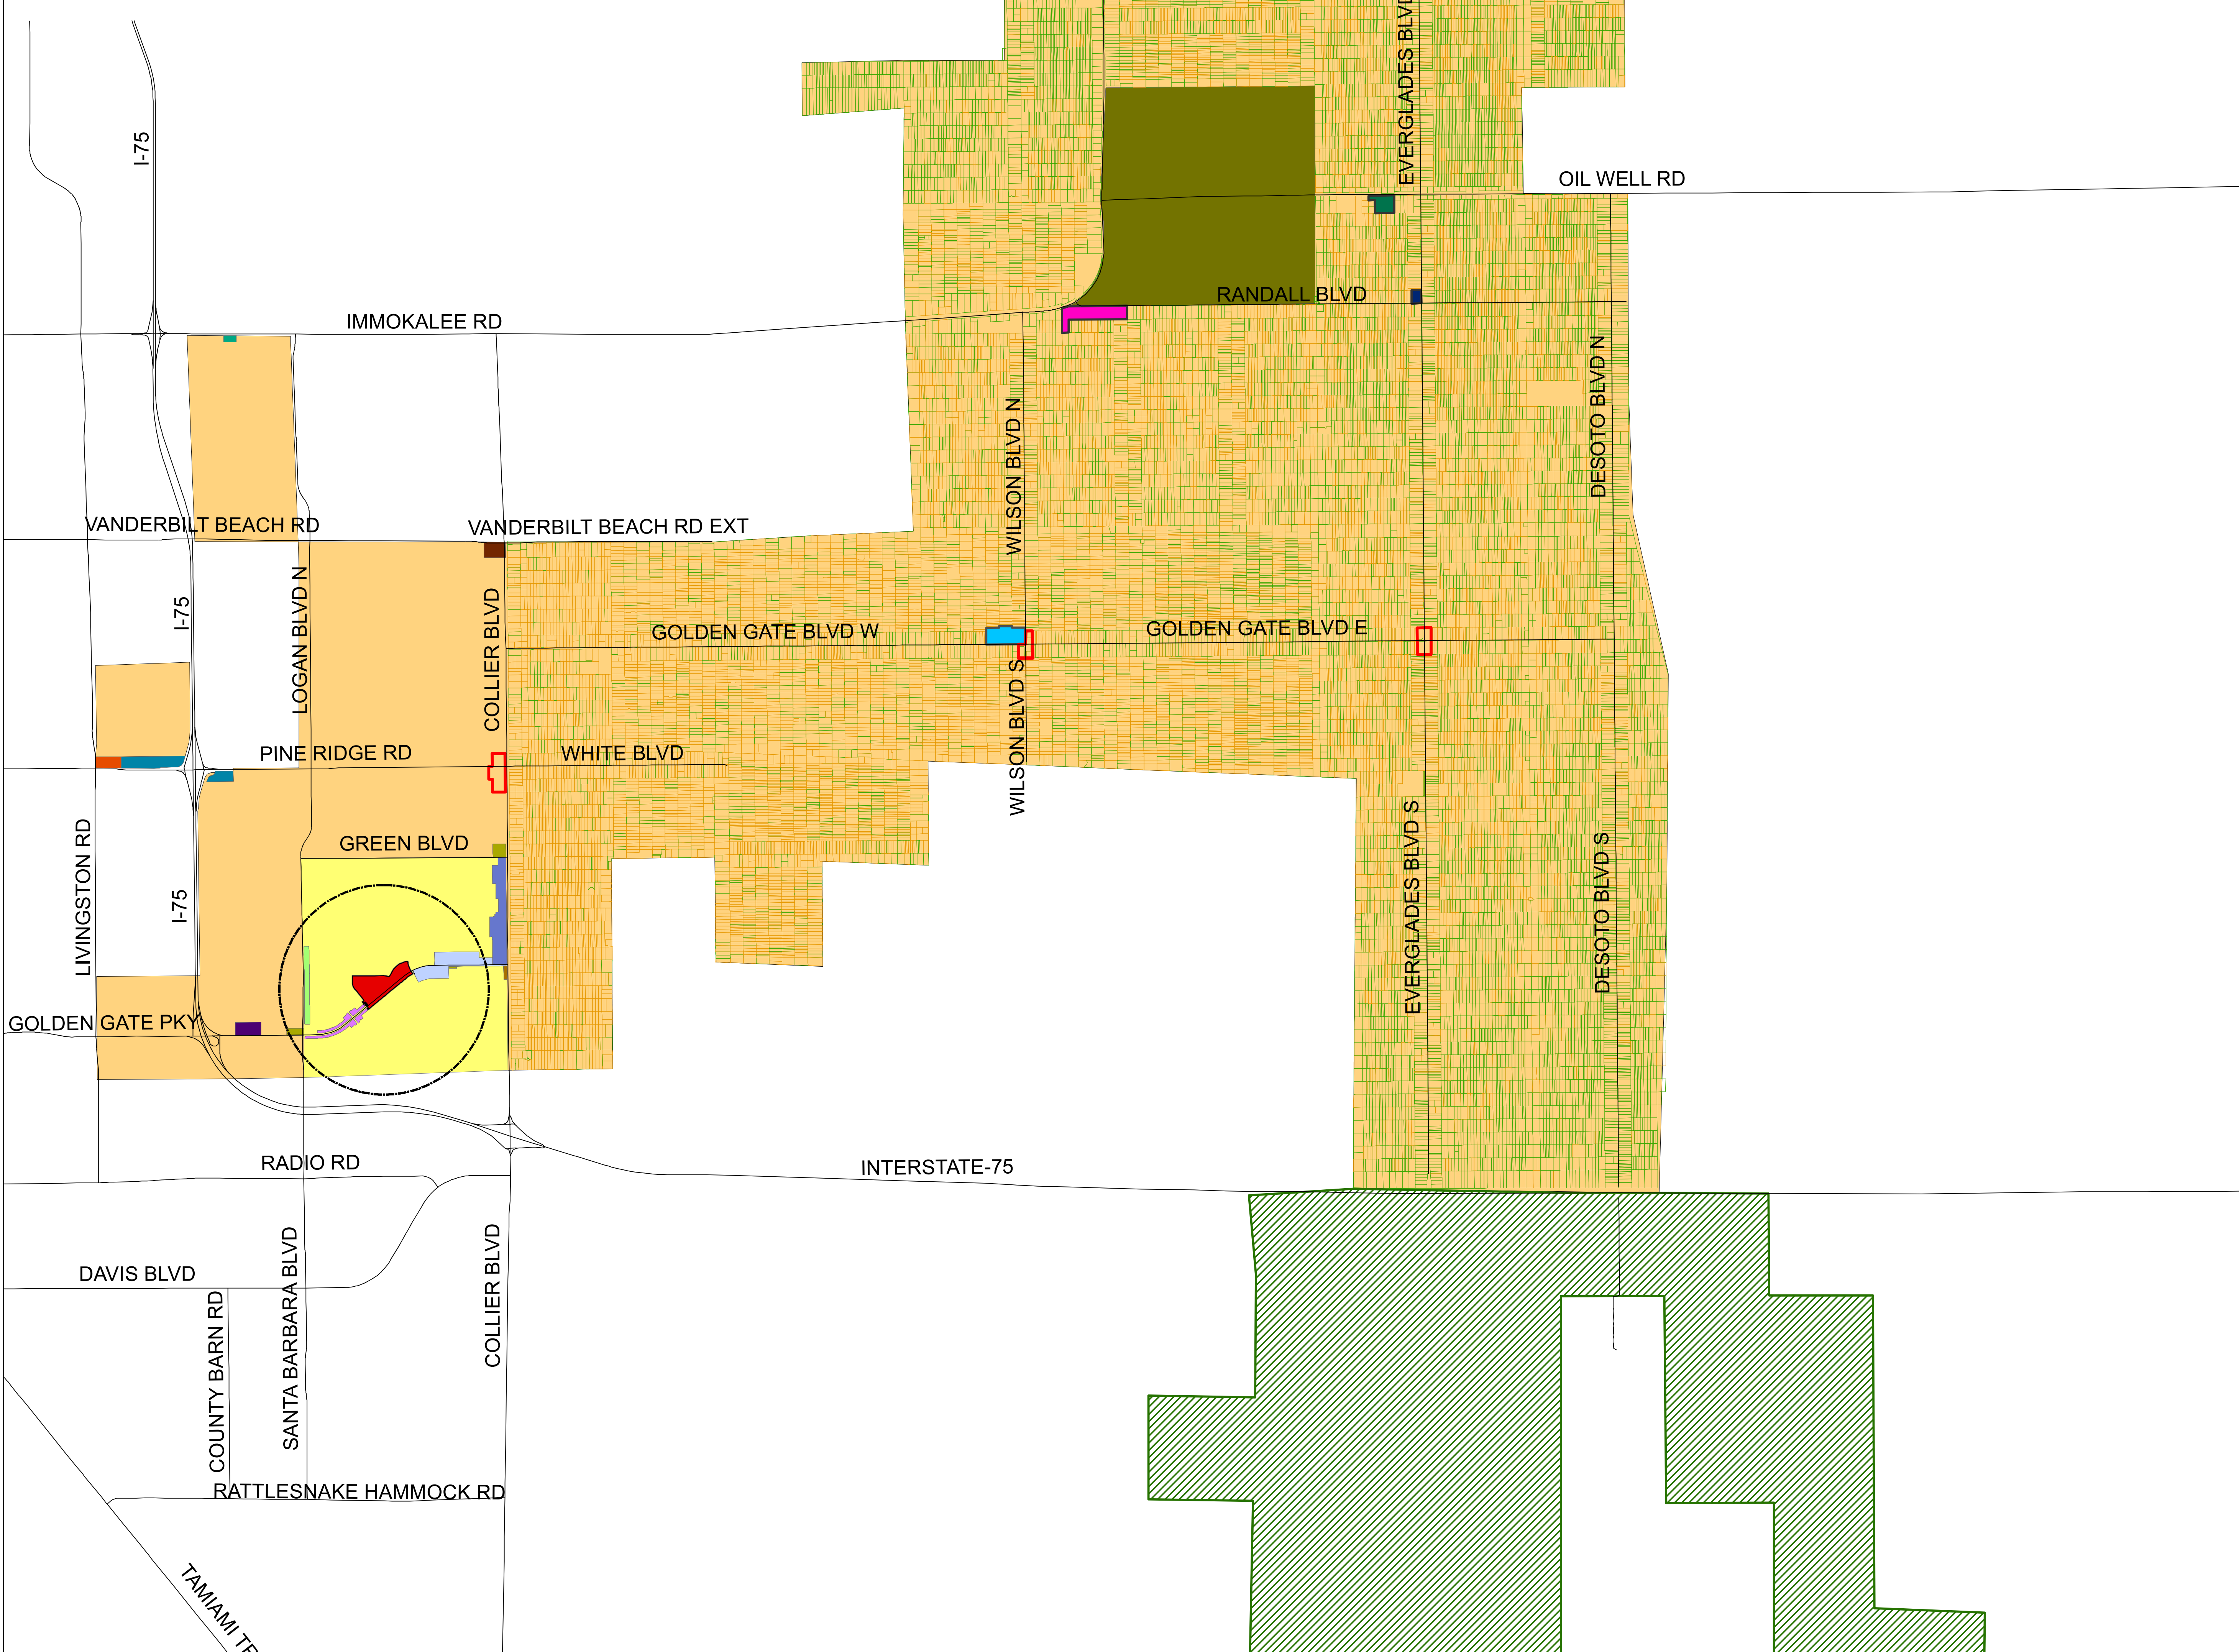 EVERGLADES BLVD
I-75
OIL WELL RD
RANDALL BLVD
IMMOKALEE RD
DESOTO BLVD N
WILSON BLVD N
VANDERBILT BEACH RD
VANDERBILT BEACH RD EXT
I-75
LOGAN BLVD N
COLLIER BLVD
GOLDEN GATE BLVD W
GOLDEN GATE BLVD E
WILSON BLVD S
PINE RIDGE RD
WHITE BLVD
LIVINGSTON RD
GREEN BLVD
EVERGLADES BLVD S
DESOTO BLVD S
I-75
GOLDEN GATE PKY
RADIO RD
INTERSTATE-75
DAVIS BLVD
COUNTY BARN RD
SANTA BARBARA BLVD
COLLIER BLVD
RATTLESNAKE HAMMOCK RD
TAMIAMI TR